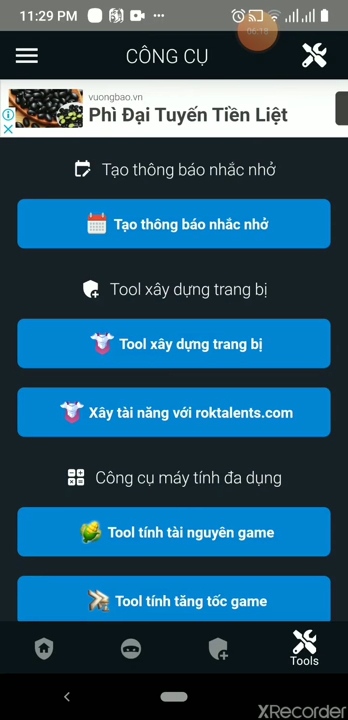 11:29 PM
06:18
CÔNG CỤ
vuongbao.vn
Phì Đại Tuyến Tiền Liệt
Tạo thông báo nhắc nhở
Tạo thông báo nhắc nhở
Tool xây dựng trang bị
Tool xây dựng trang bị
Xây tài năng với roktalents.com
Công cụ máy tính đa dụng
Tool tính tài nguyên game
Tool tính tăng tốc game
Tools
XRecorder